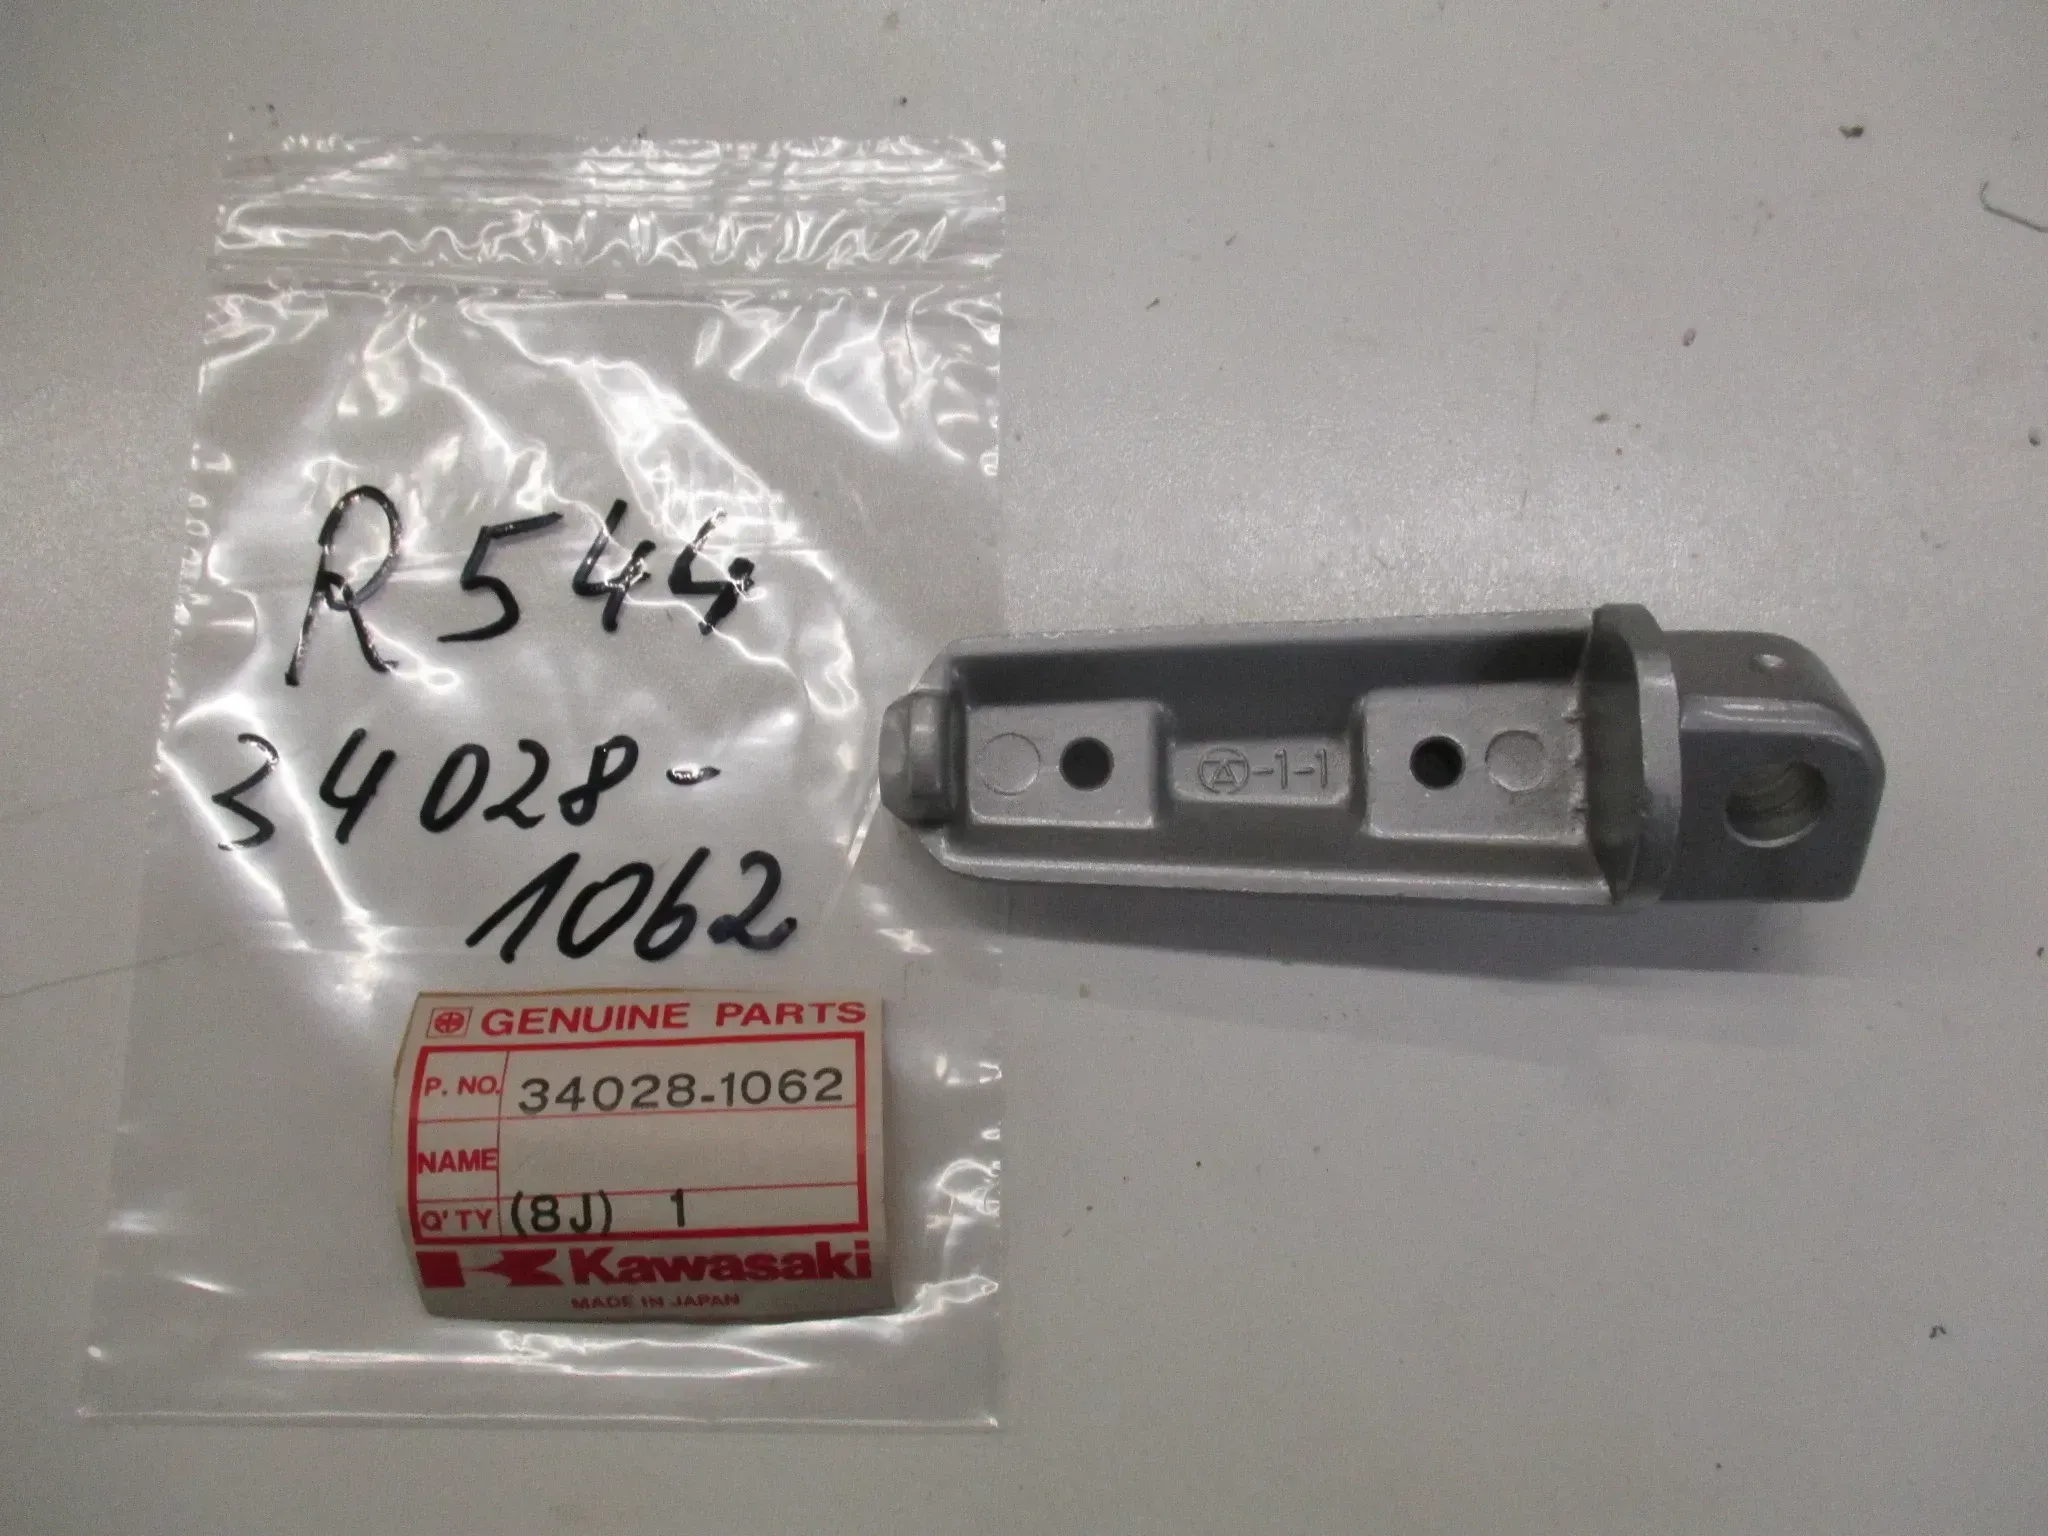 R544
34028-
1062
GENUINE PARTS
P. NO. 34028-1062
NAME
Q'TY (8J) 1
Kawasaki
MADE IN JAPAN
-1-1